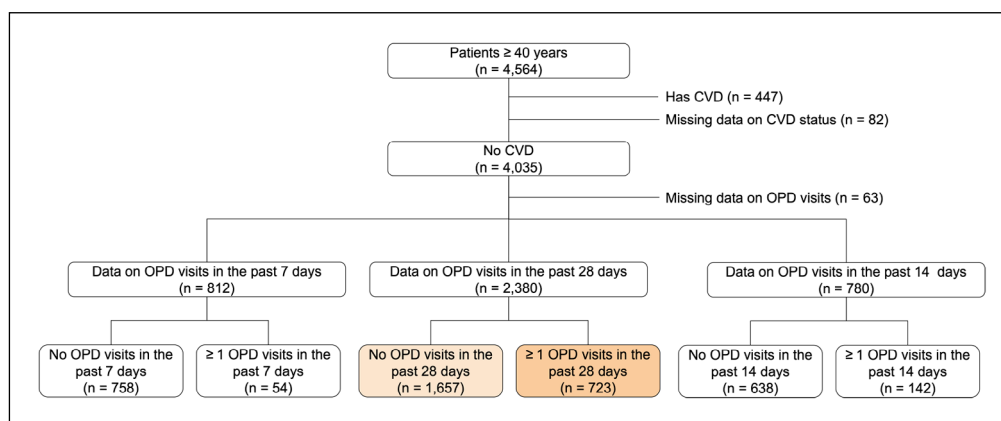 Patients ≥ 40 years
(n = 4,564)
Has CVD (n = 447)
Missing data on CVD status (n = 82)
No CVD
(n = 4,035)
Missing data on OPD visits (n = 63)
Data on OPD visits in the past 7 days
(n = 812)
Data on OPD visits in the past 28 days
(n = 2,380)
Data on OPD visits in the past 14 days
(n = 780)
No OPD visits in the
past 7 days
(n = 758)
≥ 1 OPD visits in the
past 7 days
(n = 54)
No OPD visits in the
past 28 days
(n = 1,657)
≥ 1 OPD visits in the
past 28 days
(n = 723)
No OPD visits in the
past 14 days
(n = 638)
≥ 1 OPD visits in the
past 14 days
(n = 142)